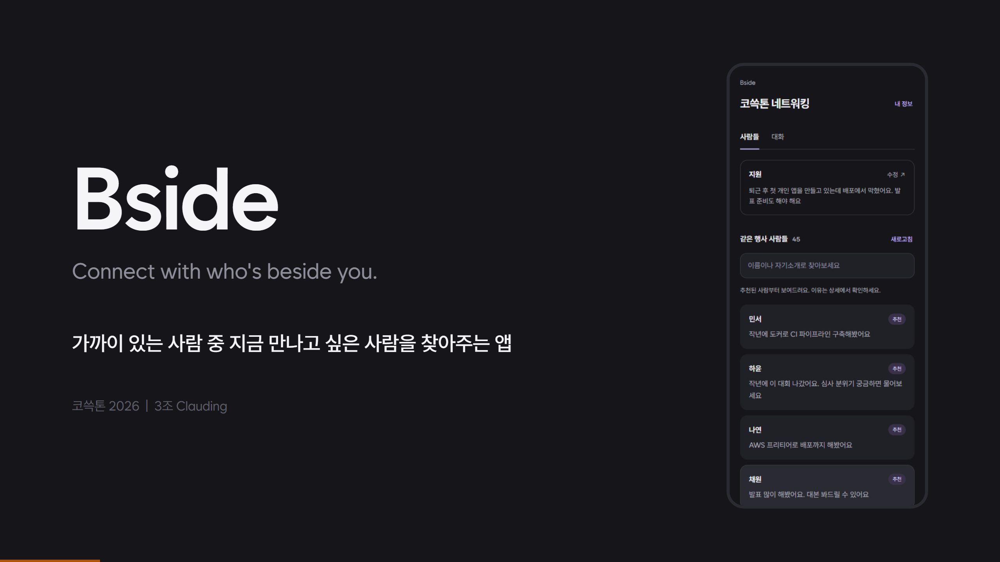 Bside
Connect with who's beside you.
가까이 있는 사람 중 지금 만나고 싶은 사람을 찾아주는 앱
코쓱톤 2026 | 3조 Clauding
Bside
코쓱톤 네트워킹
내 정보
사람들 대화
지원
수정 ↗
퇴근 후 첫 개인 앱을 만들고 있는데 배포에서 막혔어요. 발
표 준비도 해야 해요
같은 행사 사람들 45
새로고침
이름이나 자기소개로 찾아보세요
추천된 사람부터 보여드려요. 이유는 상세에서 확인하세요.
민서
추천
작년에 도커로 CI 파이프라인 구축해봤어요
하윤
추천
작년에 이 대회 나갔어요. 심사 분위기 궁금하면 물어보
세요
나연
추천
AWS 프리티어로 배포까지 해봤어요
채원
추천
발표 많이 해봤어요. 대본 봐드릴 수 있어요